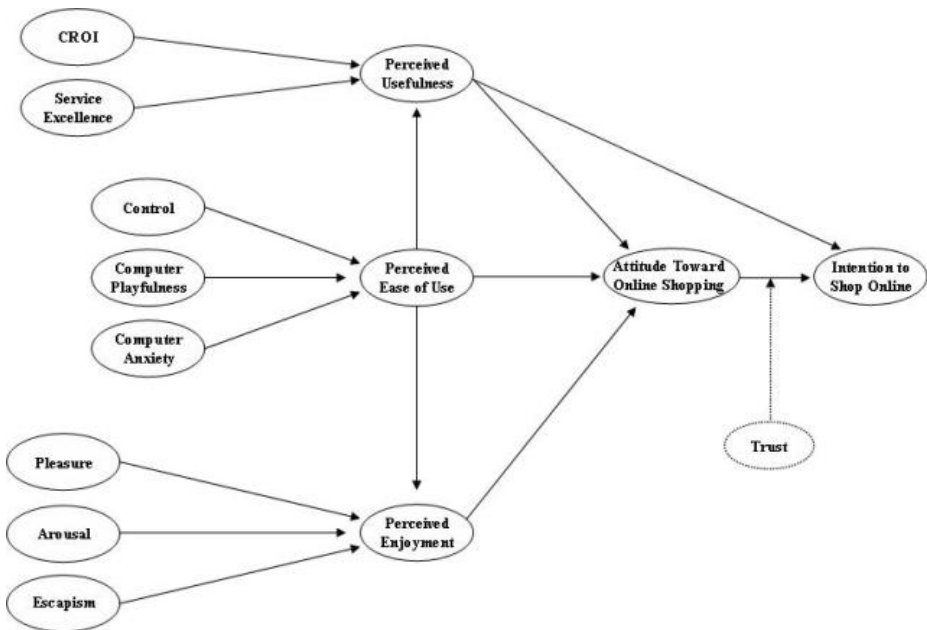 CROI
Perceived
Usefulness
Service
Excellence
Control
Computer
Playfulness
Perceived
Ease of Use
Attitude Toward
Online Shopping
Intention to
Shop Online
Computer
Anxiety
Trust
Pleasure
Arousal
Perceived
Enjoyment
Escapism